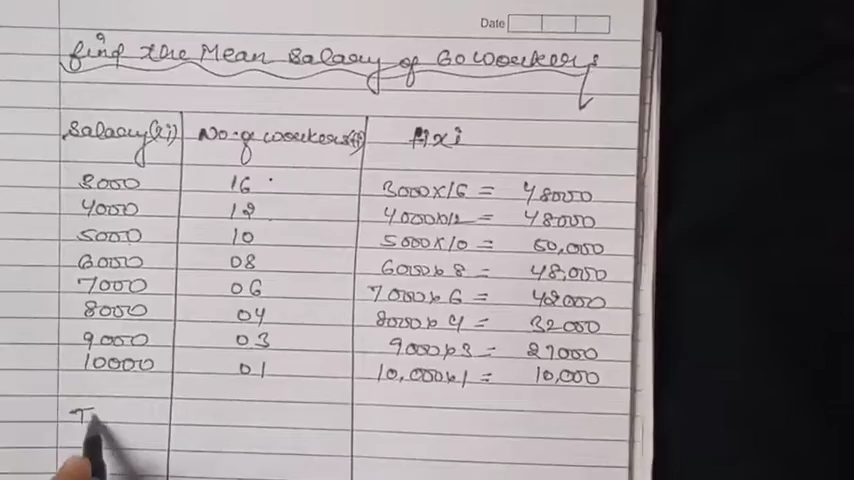 Date
find the Mean Salary of 60 workers
Salary(xi) No. of workers(fi) fixi
3000 16 3000x16 = 48000
4000 12 4000x12 = 48000
5000 10 5000x10 = 50,000
6000 08 6000x8 = 48,000
7000 06 7000x6 = 42000
8000 04 8000x4 = 32000
9000 03 9000x3 = 27000
10000 01 10,000x1 = 10,000
T